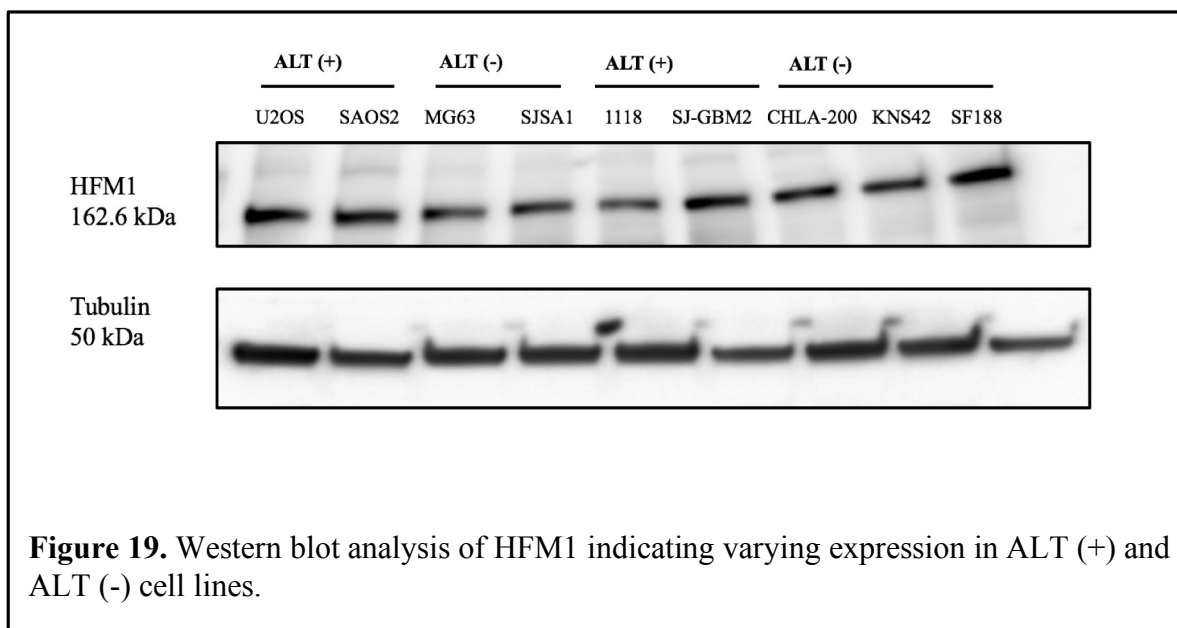 ALT (+) ALT (-) ALT (+) ALT (-)
U2OS SAOS2 MG63 SJSA1 1118 SJ-GBM2 CHLA-200 KNS42 SF188
HFM1
162.6 kDa
Tubulin
50 kDa
Figure 19. Western blot analysis of HFM1 indicating varying expression in ALT (+) and
ALT (-) cell lines.